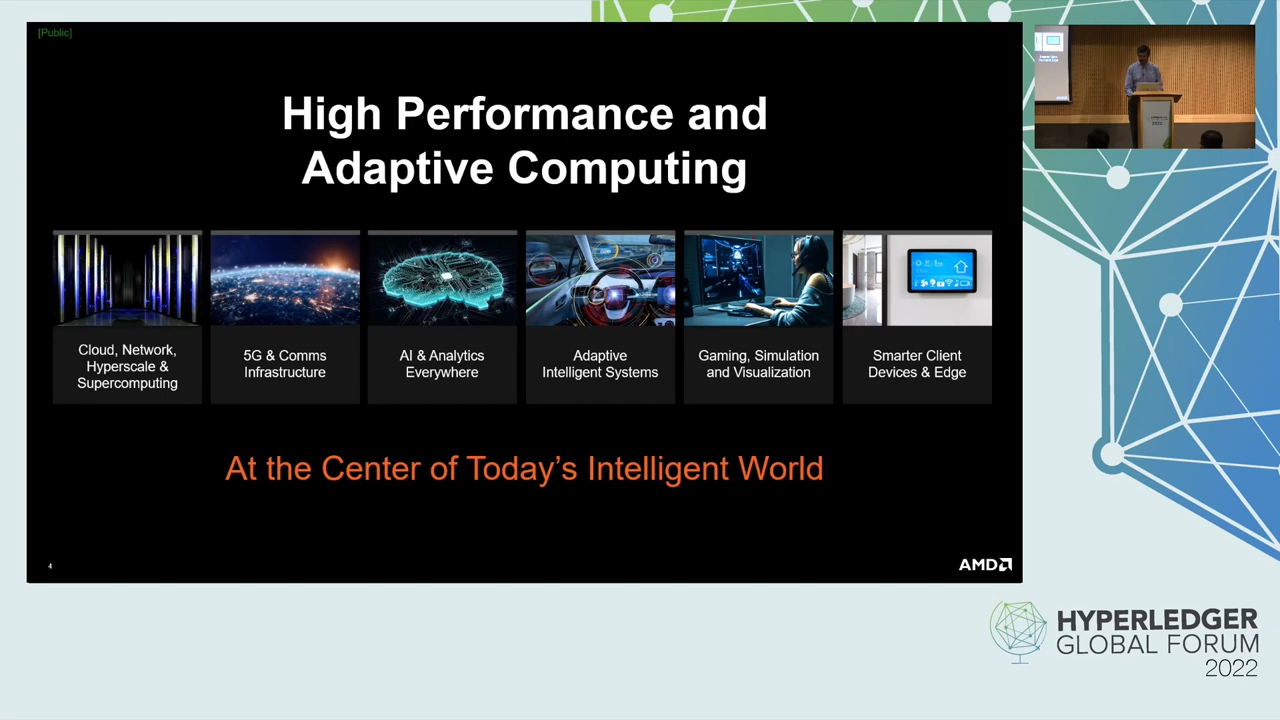 [Public]
High Performance and
Adaptive Computing
Cloud, Network,
Hyperscale &
Supercomputing
5G & Comms
Infrastructure
AI & Analytics
Everywhere
Adaptive
Intelligent Systems
Gaming, Simulation
and Visualization
Smarter Client
Devices & Edge
At the Center of Today's Intelligent World
4
AMD
HYPERLEDGER
GLOBAL FORUM
2022